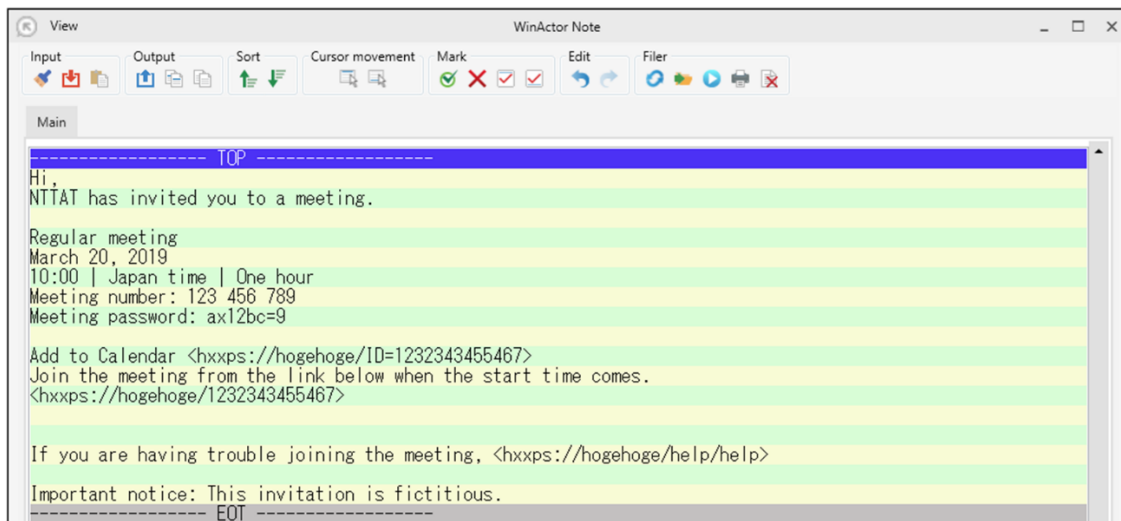 View
WinActor Note
Input
Output
Sort
Cursor movement
Mark
Edit
Filer
Main
------------------ TOP ------------------
Hi,
NTTAT has invited you to a meeting.
Regular meeting
March 20, 2019
10:00 | Japan time | One hour
Meeting number: 123 456 789
Meeting password: ax12bc=9
Add to Calendar <hxxps://hogehoge/ID=1232343455467>
Join the meeting from the link below when the start time comes.
<hxxps://hogehoge/1232343455467>
If you are having trouble joining the meeting, <hxxps://hogehoge/help/help>
Important notice: This invitation is fictitious.
------------------ EOT ------------------